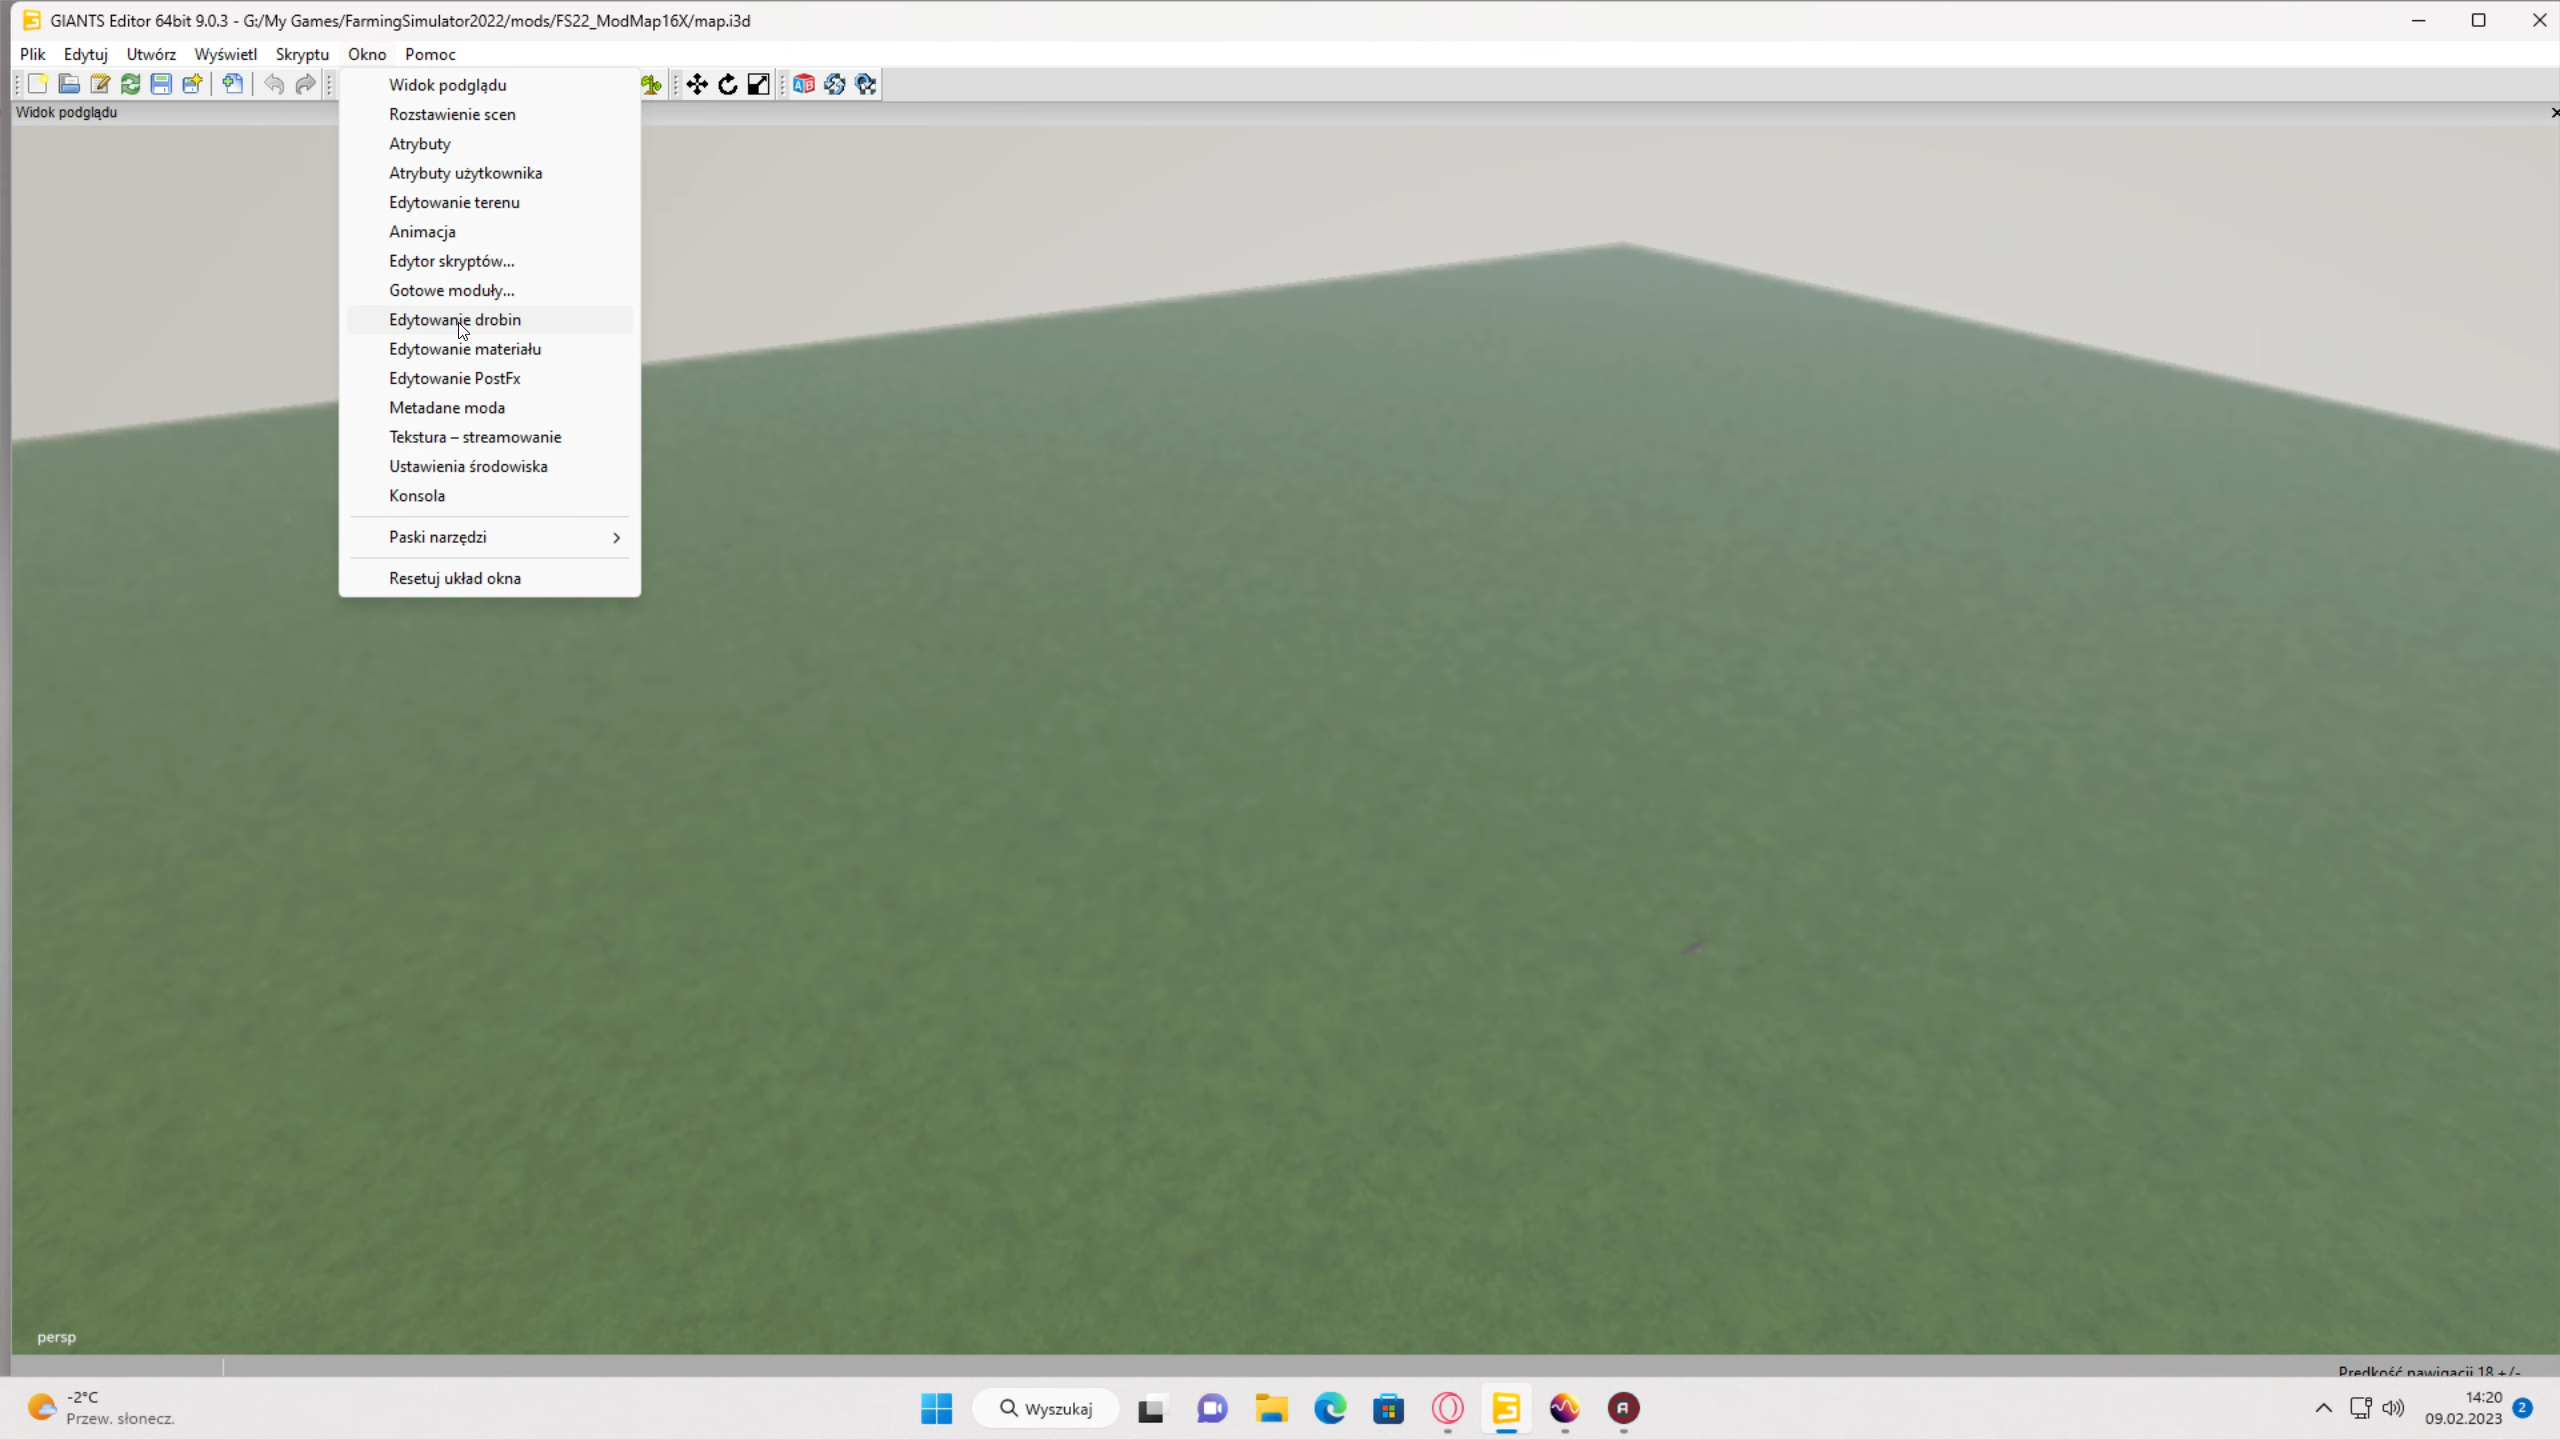 GIANTS Editor 64bit 9.0.3 - G:/My Games/FarmingSimulator2022/mods/FS22_ModMap16X/map.i3d
Plik Edytuj Utwórz Wyświetl Skryptu Okno Pomoc
Widok podglądu
Widok podglądu
Rozstawienie scen
Atrybuty
Atrybuty użytkownika
Edytowanie terenu
Animacja
Edytor skryptów...
Gotowe moduły...
Edytowanie drobin
Edytowanie materiału
Edytowanie PostFx
Metadane moda
Tekstura – streamowanie
Ustawienia środowiska
Konsola
Paski narzędzi
Resetuj układ okna
persp
Prędkość nawigacji 18 +/-
-2°C
Przew. słonecz.
Wyszukaj
14:20
09.02.2023
2